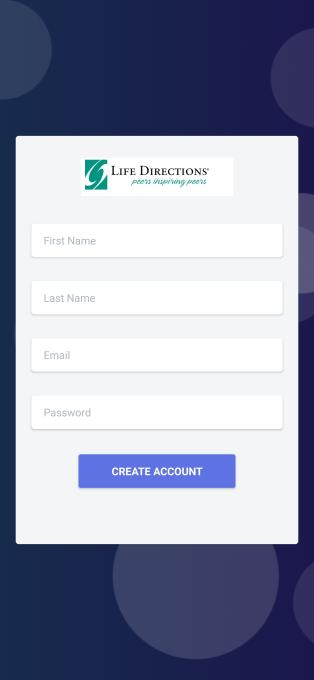 LIFE DIRECTIONS®
peers inspiring peers
First Name
Last Name
Email
Password
CREATE ACCOUNT